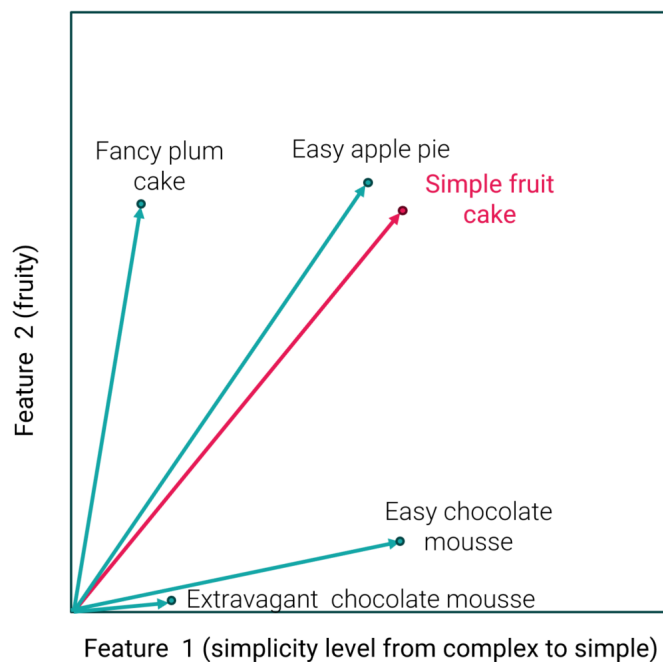 Fancy plum
cake
Easy apple pie
Simple fruit
cake
Feature 2 (fruity)
Easy chocolate
mousse
Extravagant chocolate mousse
Feature 1 (simplicity level from complex to simple)